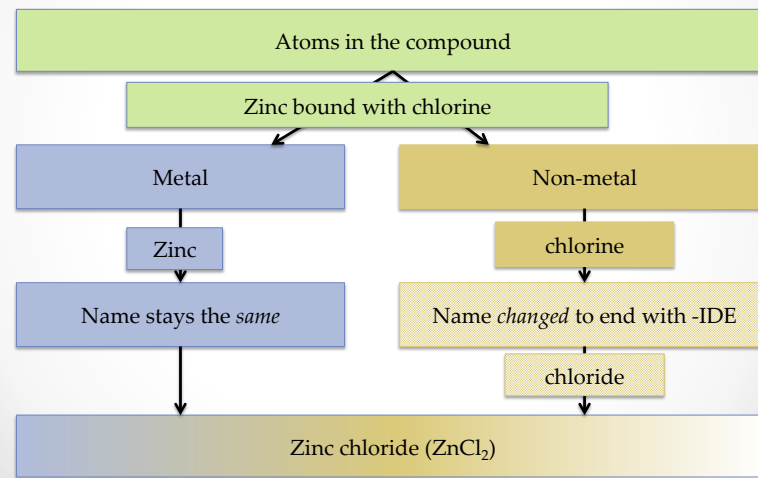 Atoms in the compound
Zinc bound with chlorine
Metal
Non-metal
Zinc
chlorine
Name stays the same
Name changed to end with -IDE
chloride
Zinc chloride (ZnCl₂)